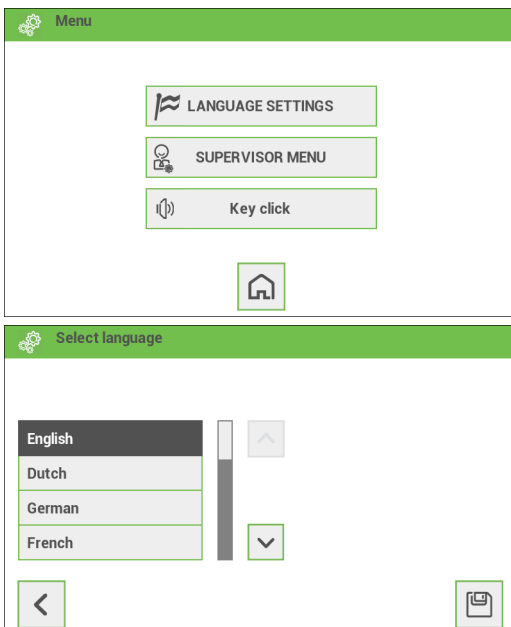 Menu
LANGUAGE SETTINGS
SUPERVISOR MENU
Key click
Select language
English
Dutch
German
French